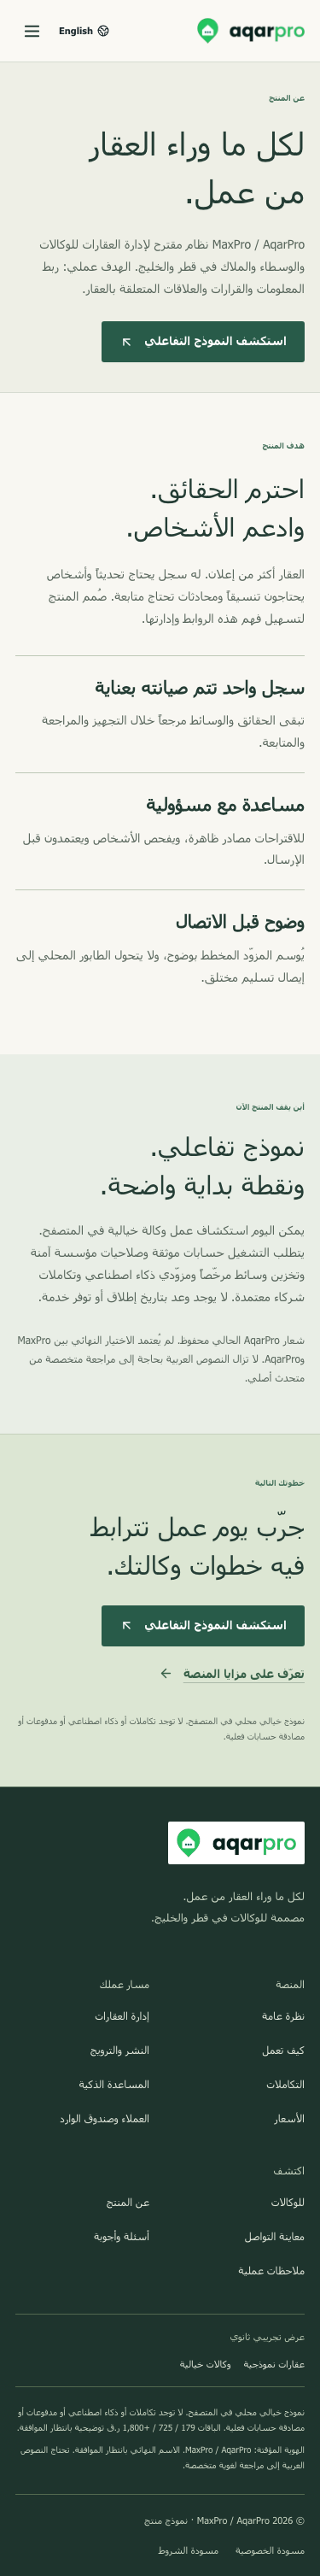 aqarpro
English
عن المنتج
لكل ما وراء العقار
من عمل.
MaxPro / AqarPro نظام مقترح لإدارة العقارات للوكالات
والوسطاء والملاك في قطر والخليج. الهدف عملي: ربط
المعلومات والقرارات والعلاقات المتعلقة بالعقار.
استكشف النموذج التفاعلي
هدف المنتج
احترم الحقائق.
وادعم الأشخاص.
العقار أكثر من إعلان. له سجل يحتاج تحديثاً وأشخاص
يحتاجون تنسيقاً ومحادثات تحتاج متابعة. صُمم المنتج
لتسهيل فهم هذه الروابط وإدارتها.
سجل واحد تتم صيانته بعناية
تبقى الحقائق والوسائط مرجعاً خلال التجهيز والمراجعة
والمتابعة.
مساعدة مع مسؤولية
للاقتراحات مصادر ظاهرة، ويفحص الأشخاص ويعتمدون قبل
الإرسال.
وضوح قبل الاتصال
يُوسم المزوّد المخطط بوضوح، ولا يتحول الطابور المحلي إلى
إيصال تسليم مختلق.
أين يقف المنتج الآن
نموذج تفاعلي.
ونقطة بداية واضحة.
يمكن اليوم استكشاف عمل وكالة خيالية في المتصفح.
يتطلب التشغيل حسابات موثقة وصلاحيات مؤسسة آمنة
وتخزين وسائط مرخّصاً ومزوّدي ذكاء اصطناعي وتكاملات
شركاء معتمدة. لا يوجد وعد بتاريخ إطلاق أو توفر خدمة.
شعار AqarPro الحالي محفوظ. لم يُعتمد الاختيار النهائي بين MaxPro
وAqarPro. لا تزال النصوص العربية بحاجة إلى مراجعة متخصصة من
متحدث أصلي.
خطوتك التالية
جرّب يوم عمل تترابط
فيه خطوات وكالتك.
استكشف النموذج التفاعلي
تعرّف على مزايا المنصة
نموذج خيالي محلي في المتصفح. لا توجد تكاملات أو ذكاء اصطناعي أو مدفوعات أو
مصادقة حسابات فعلية.
aqarpro
لكل ما وراء العقار من عمل.
مصممة للوكالات في قطر والخليج.
المنصة
نظرة عامة
كيف تعمل
التكاملات
الأسعار
مسار عملك
إدارة العقارات
النشر والترويج
المساعدة الذكية
العملاء وصندوق الوارد
اكتشف
للوكالات
عن المنتج
معاينة التواصل
أسئلة وأجوبة
ملاحظات عملية
عرض تجريبي ثانوي
عقارات نموذجية
وكالات خيالية
نموذج خيالي محلي في المتصفح. لا توجد تكاملات أو ذكاء اصطناعي أو مدفوعات أو
مصادقة حسابات فعلية. الباقات 179 / 725 / +1,800 ر.ق توضيحية بانتظار الموافقة.
الهوية المؤقتة: MaxPro / AqarPro. الاسم النهائي بانتظار الموافقة. تحتاج النصوص
العربية إلى مراجعة لغوية متخصصة.
© 2026 MaxPro / AqarPro · نموذج منتج
مسودة الخصوصية
مسودة الشروط